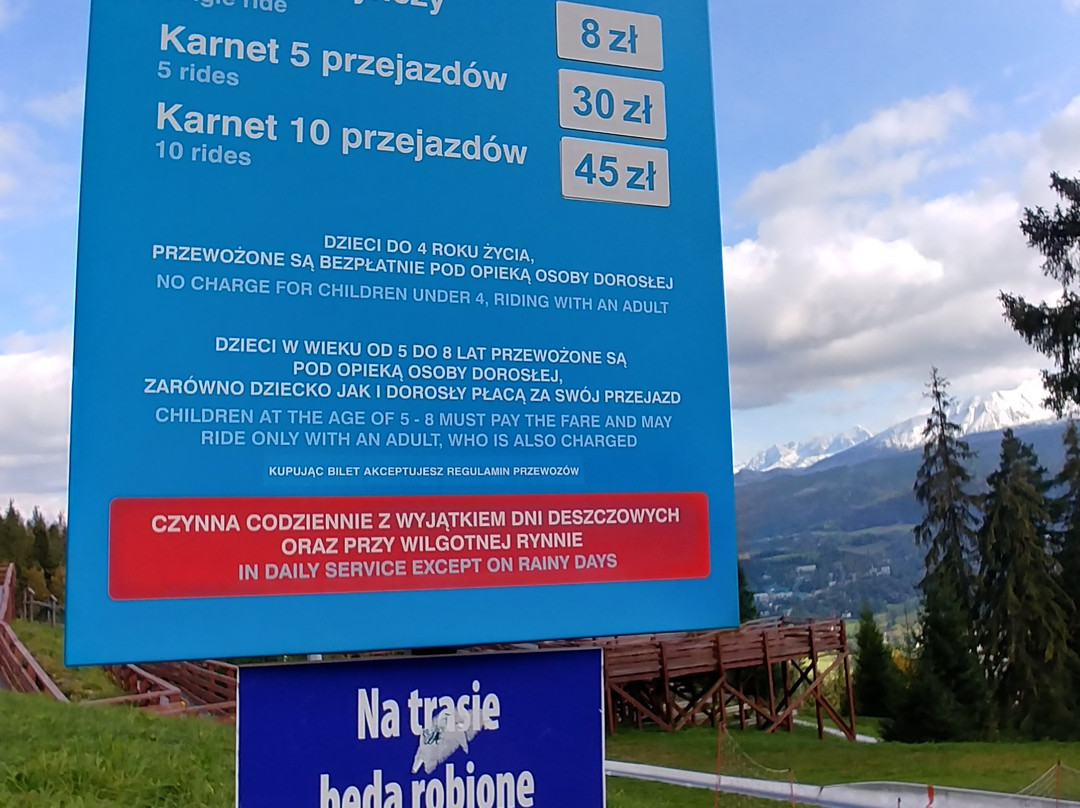 ride
8 zł
Karnet 5 przejazdów
5 rides
30 zł
Karnet 10 przejazdów
10 rides
45 zł
DZIECI DO 4 ROKU ŻYCIA,
PRZEWOŻONE SĄ BEZPŁATNIE POD OPIEKĄ OSOBY DOROSŁEJ
NO CHARGE FOR CHILDREN UNDER 4, RIDING WITH AN ADULT
DZIECI W WIEKU OD 5 DO 8 LAT PRZEWOŻONE SĄ
POD OPIEKĄ OSOBY DOROSŁEJ,
ZARÓWNO DZIECKO JAK I DOROSŁY PŁACĄ ZA SWÓJ PRZEJAZD
CHILDREN AT THE AGE OF 5 - 8 MUST PAY THE FARE AND MAY
RIDE ONLY WITH AN ADULT, WHO IS ALSO CHARGED
KUPUJĄC BILET AKCEPTUJESZ REGULAMIN PRZEWOZÓW
CZYNNA CODZIENNIE Z WYJĄTKIEM DNI DESZCZOWYCH
ORAZ PRZY WILGOTNEJ RYNNIE
IN DAILY SERVICE EXCEPT ON RAINY DAYS
Na trasie
będą robione